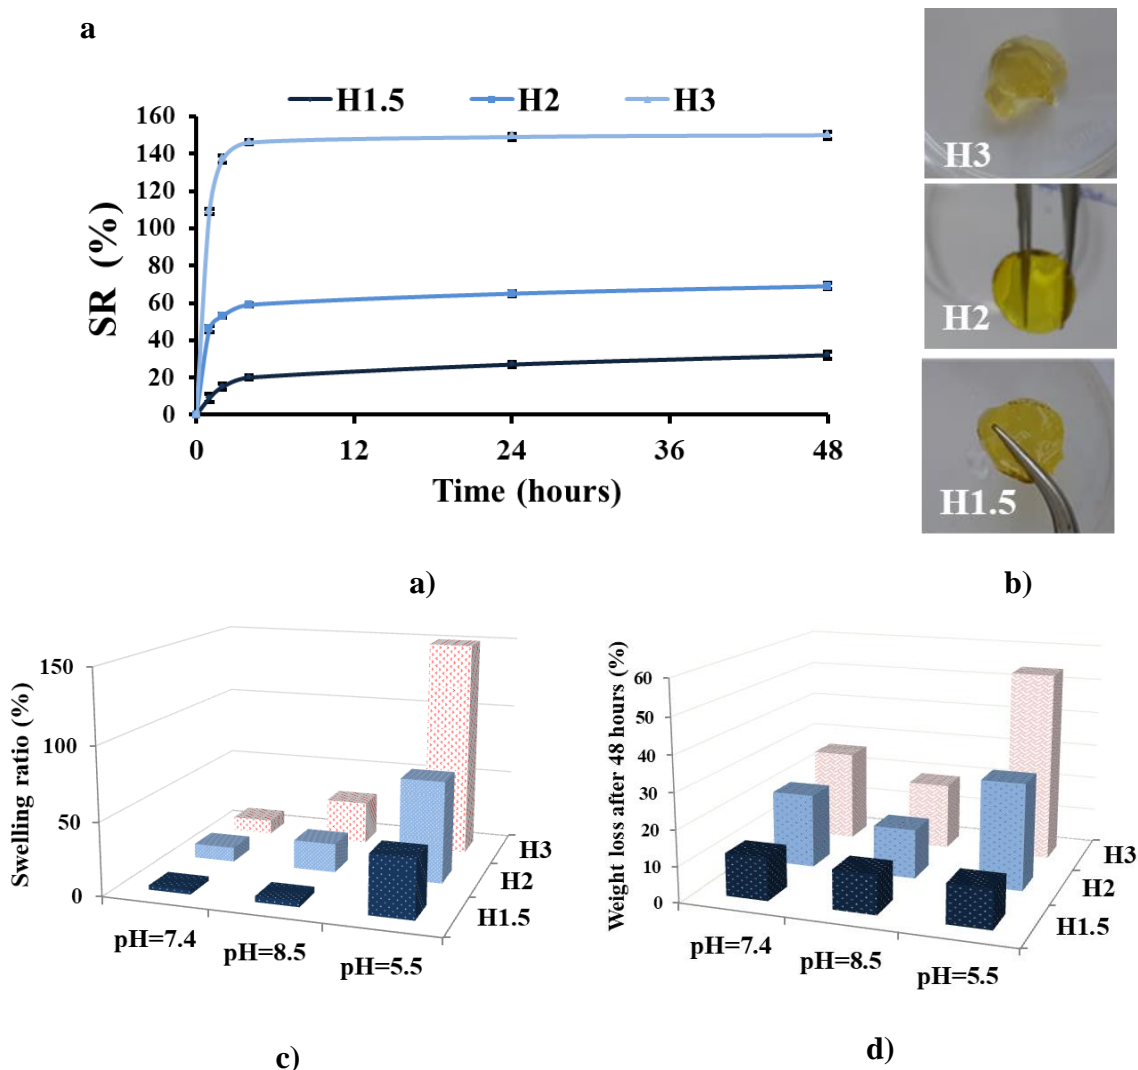 a
H1.5 H2 H3
160
140
120
100
80
60
40
20
0
SR (%)
0 12 24 36 48
Time (hours)
H3
H2
H1.5
a)
b)
Swelling ratio (%)
150
100
50
0
pH=7.4
pH=8.5
pH=5.5
H3
H2
H1.5
c)
Weight loss after 48 hours (%)
60
50
40
30
20
10
0
pH=7.4
pH=8.5
pH=5.5
H3
H2
H1.5
d)